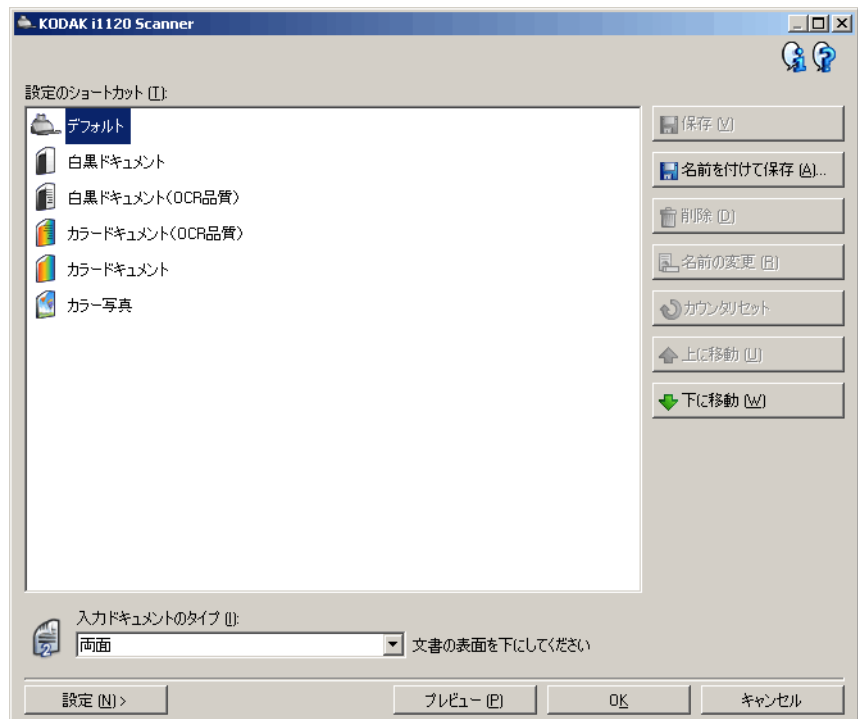 KODAK i1120 Scanner
設定のショートカット (T):
デフォルト
白黒ドキュメント
白黒ドキュメント(OCR品質)
カラードキュメント(OCR品質)
カラードキュメント
カラー写真
保存 (V)
名前を付けて保存 (A)...
削除 (D)
名前の変更 (R)
カウンタリセット
上に移動 (U)
下に移動 (W)
入力ドキュメントのタイプ (I):
2
両面
文書の表面を下にしてください
設定 (N) >
プレビュー (P)
OK
キャンセル